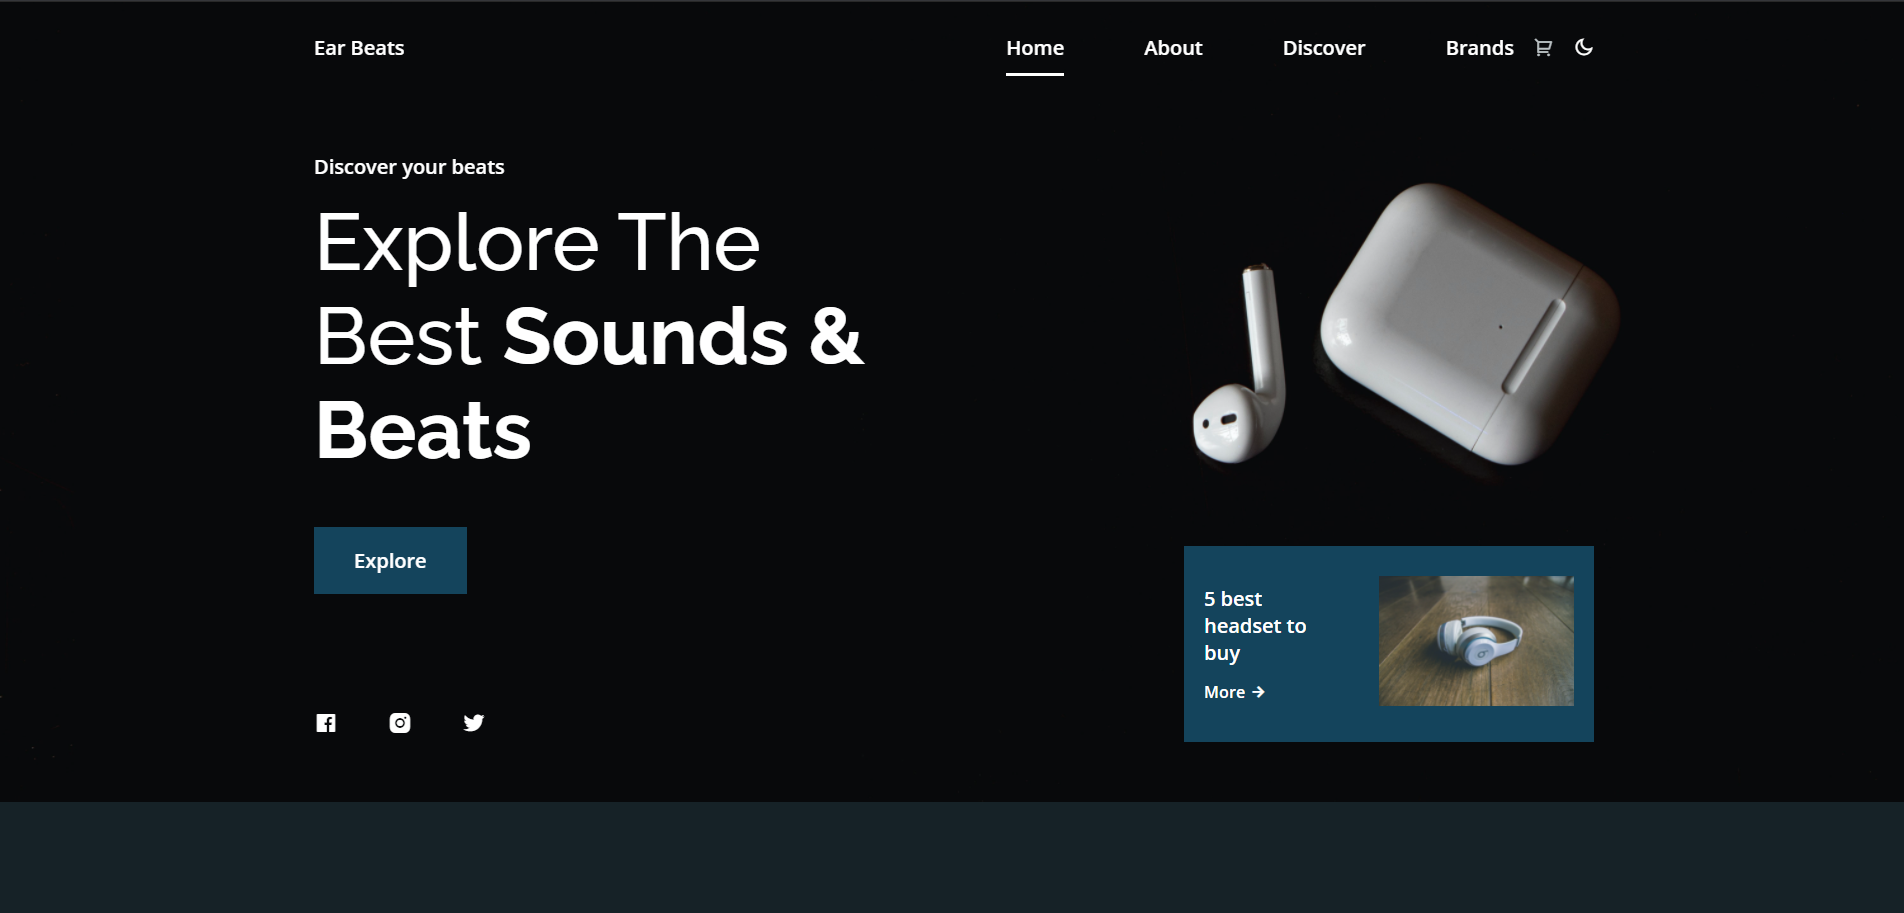 Ear Beats
Home About Discover Brands
Discover your beats
Explore The
Best Sounds &
Beats
Explore
5 best
headset to
buy
More →